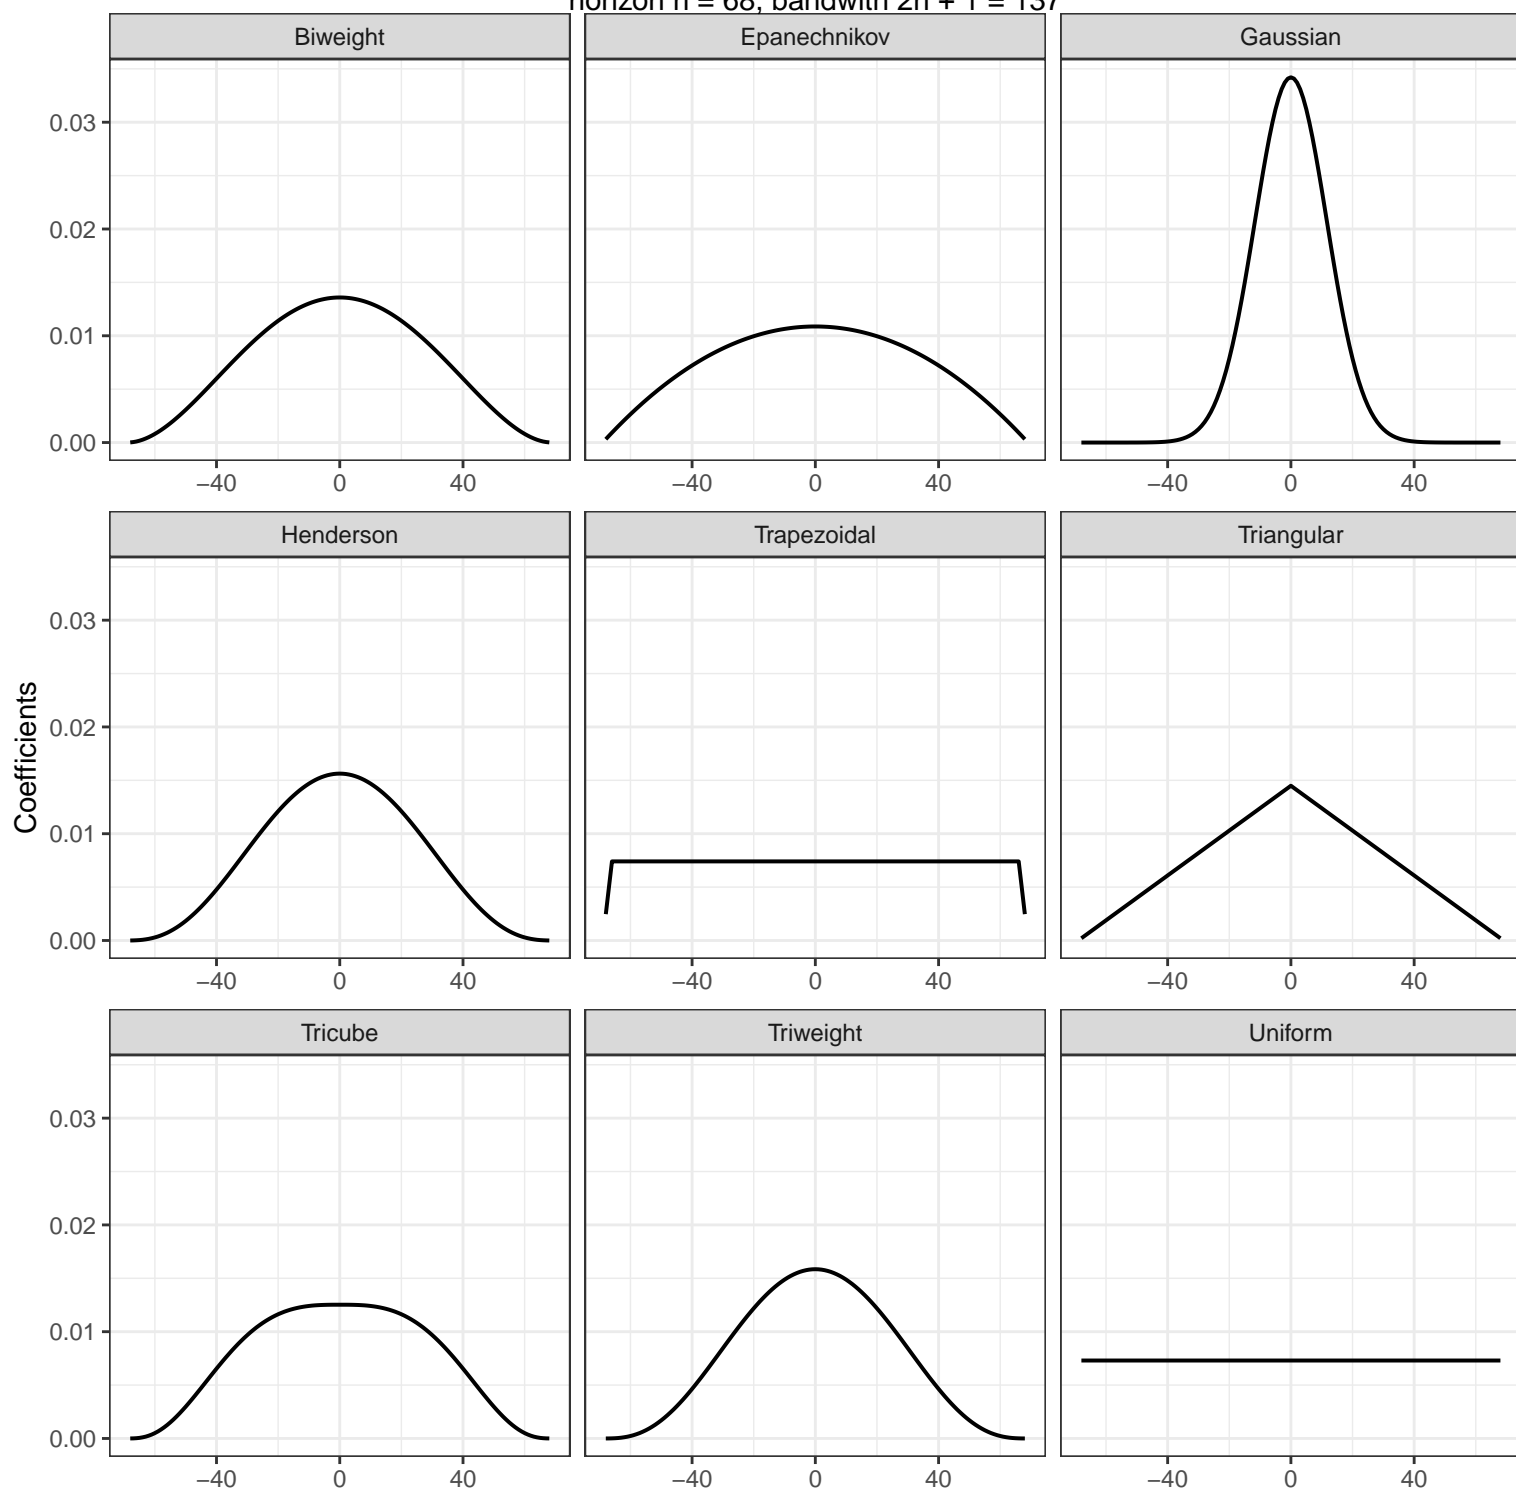 horizon h = 68, bandwith 2h + 1 = 137
Biweight Epanechnikov Gaussian
0.03
0.02
0.01
0.00
−40 0 40 −40 0 40 −40 0 40
Henderson Trapezoidal Triangular
Coefficients
0.03
0.02
0.01
0.00
−40 0 40 −40 0 40 −40 0 40
Tricube Triweight Uniform
0.03
0.02
0.01
0.00
−40 0 40 −40 0 40 −40 0 40